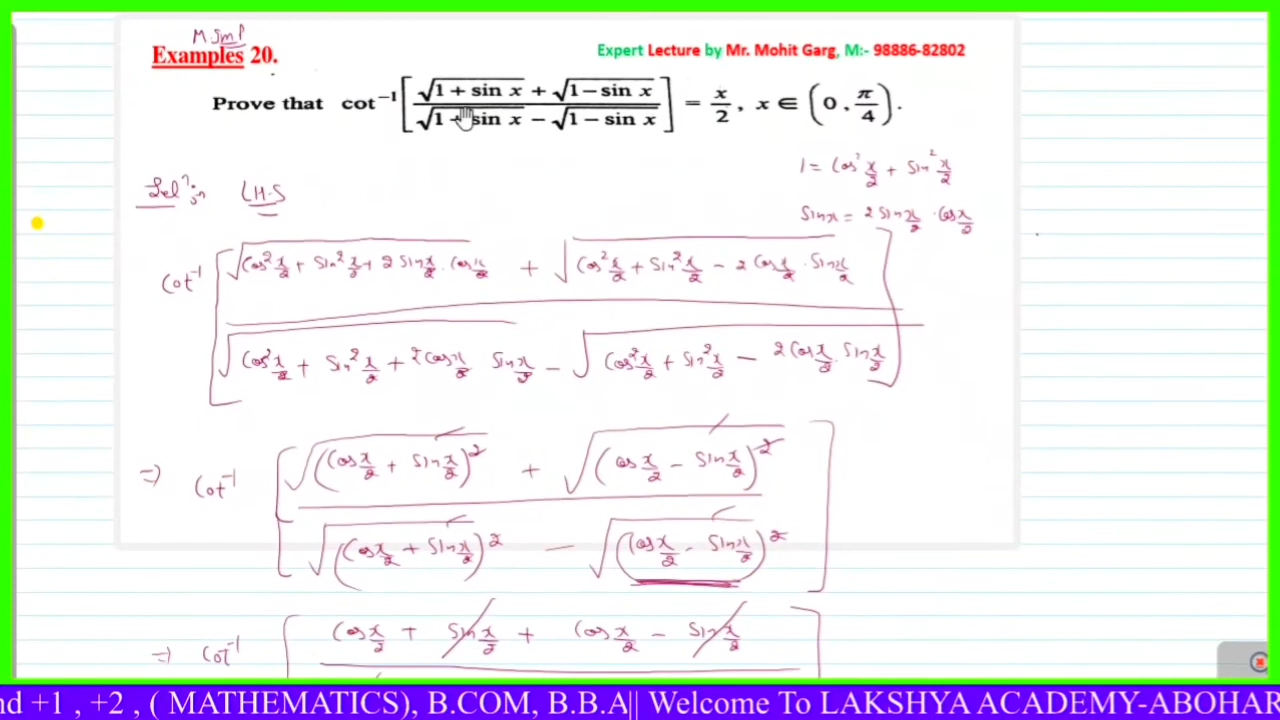 M. Imp
Examples 20.
Expert Lecture by Mr. Mohit Garg, M:- 98886-82802
Prove that cot⁻¹[(√(1 + sin x) + √(1 − sin x)) / (√(1 + sin x) − √(1 − sin x))] = x/2, x ∈ (0, π/4).
1 = Cos² x/2 + Sin² x/2
Sol?:n L.H.S
Sin x = 2 Sin x/2 · Cos x/2
Cot⁻¹ [√(Cos² x/2 + Sin² x/2 + 2 Sin x/2 · Cos x/2) + √(Cos² x/2 + Sin² x/2 − 2 Cos x/2 · Sin x/2)
√(Cos² x/2 + Sin² x/2 + 2 Cos x/2 Sin x/2) − √(Cos² x/2 + Sin² x/2 − 2 Cos x/2 · Sin x/2)]
⇒ Cot⁻¹ [√(Cos x/2 + Sin x/2)² + √(Cos x/2 − Sin x/2)²
√(Cos x/2 + Sin x/2)² − √(Cos x/2 − Sin x/2)²]
⇒ Cot⁻¹ [Cos x/2 + Sin x/2 + Cos x/2 − Sin x/2
nd +1 , +2 , ( MATHEMATICS), B.COM, B.B.A|| Welcome To LAKSHYA ACADEMY-ABOHAR